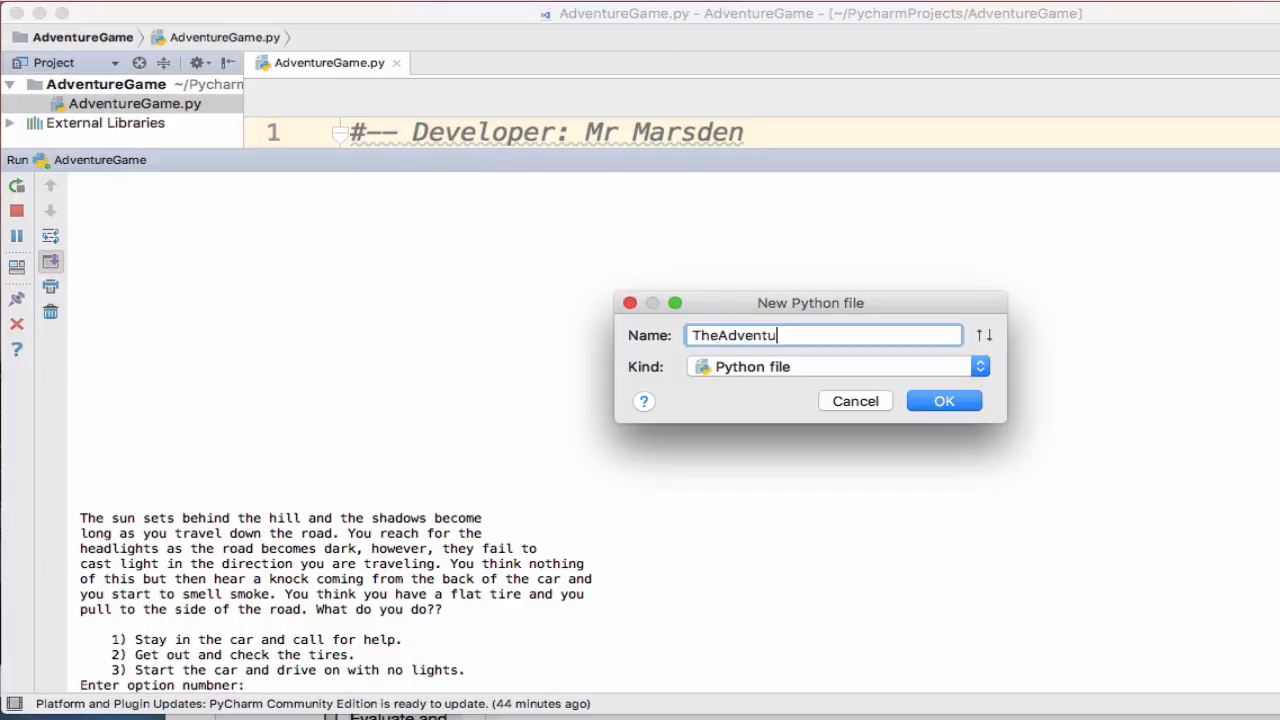 AdventureGame.py – AdventureGame – [~/PycharmProjects/AdventureGame]
AdventureGame AdventureGame.py
Project AdventureGame.py
AdventureGame ~/Pycharm
AdventureGame.py
External Libraries
1 #-- Developer: Mr Marsden
Run AdventureGame
New Python file
Name: TheAdventu
Kind: Python file
? Cancel OK
?
The sun sets behind the hill and the shadows become
long as you travel down the road. You reach for the
headlights as the road becomes dark, however, they fail to
cast light in the direction you are traveling. You think nothing
of this but then hear a knock coming from the back of the car and
you start to smell smoke. You think you have a flat tire and you
pull to the side of the road. What do you do??
1) Stay in the car and call for help.
2) Get out and check the tires.
3) Start the car and drive on with no lights.
Enter option numbner:
Platform and Plugin Updates: PyCharm Community Edition is ready to update. (44 minutes ago)
Evaluate and